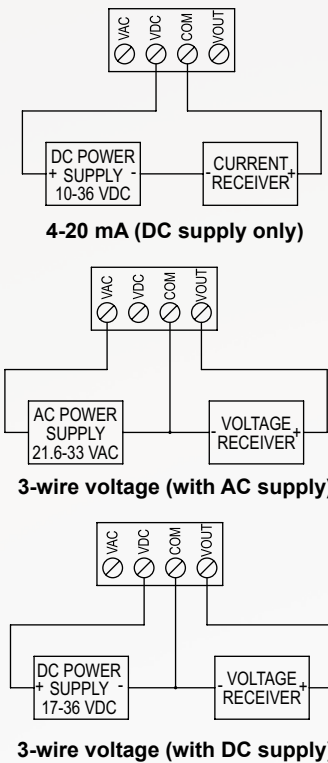 VAC VDC COM VOUT
DC POWER
+ SUPPLY -
10-36 VDC
CURRENT
- RECEIVER +
4-20 mA (DC supply only)
VAC VDC COM VOUT
AC POWER
SUPPLY
21.6-33 VAC
VOLTAGE
- RECEIVER +
3-wire voltage (with AC supply)
VAC VDC COM VOUT
DC POWER
+ SUPPLY -
17-36 VDC
VOLTAGE
- RECEIVER +
3-wire voltage (with DC supply)